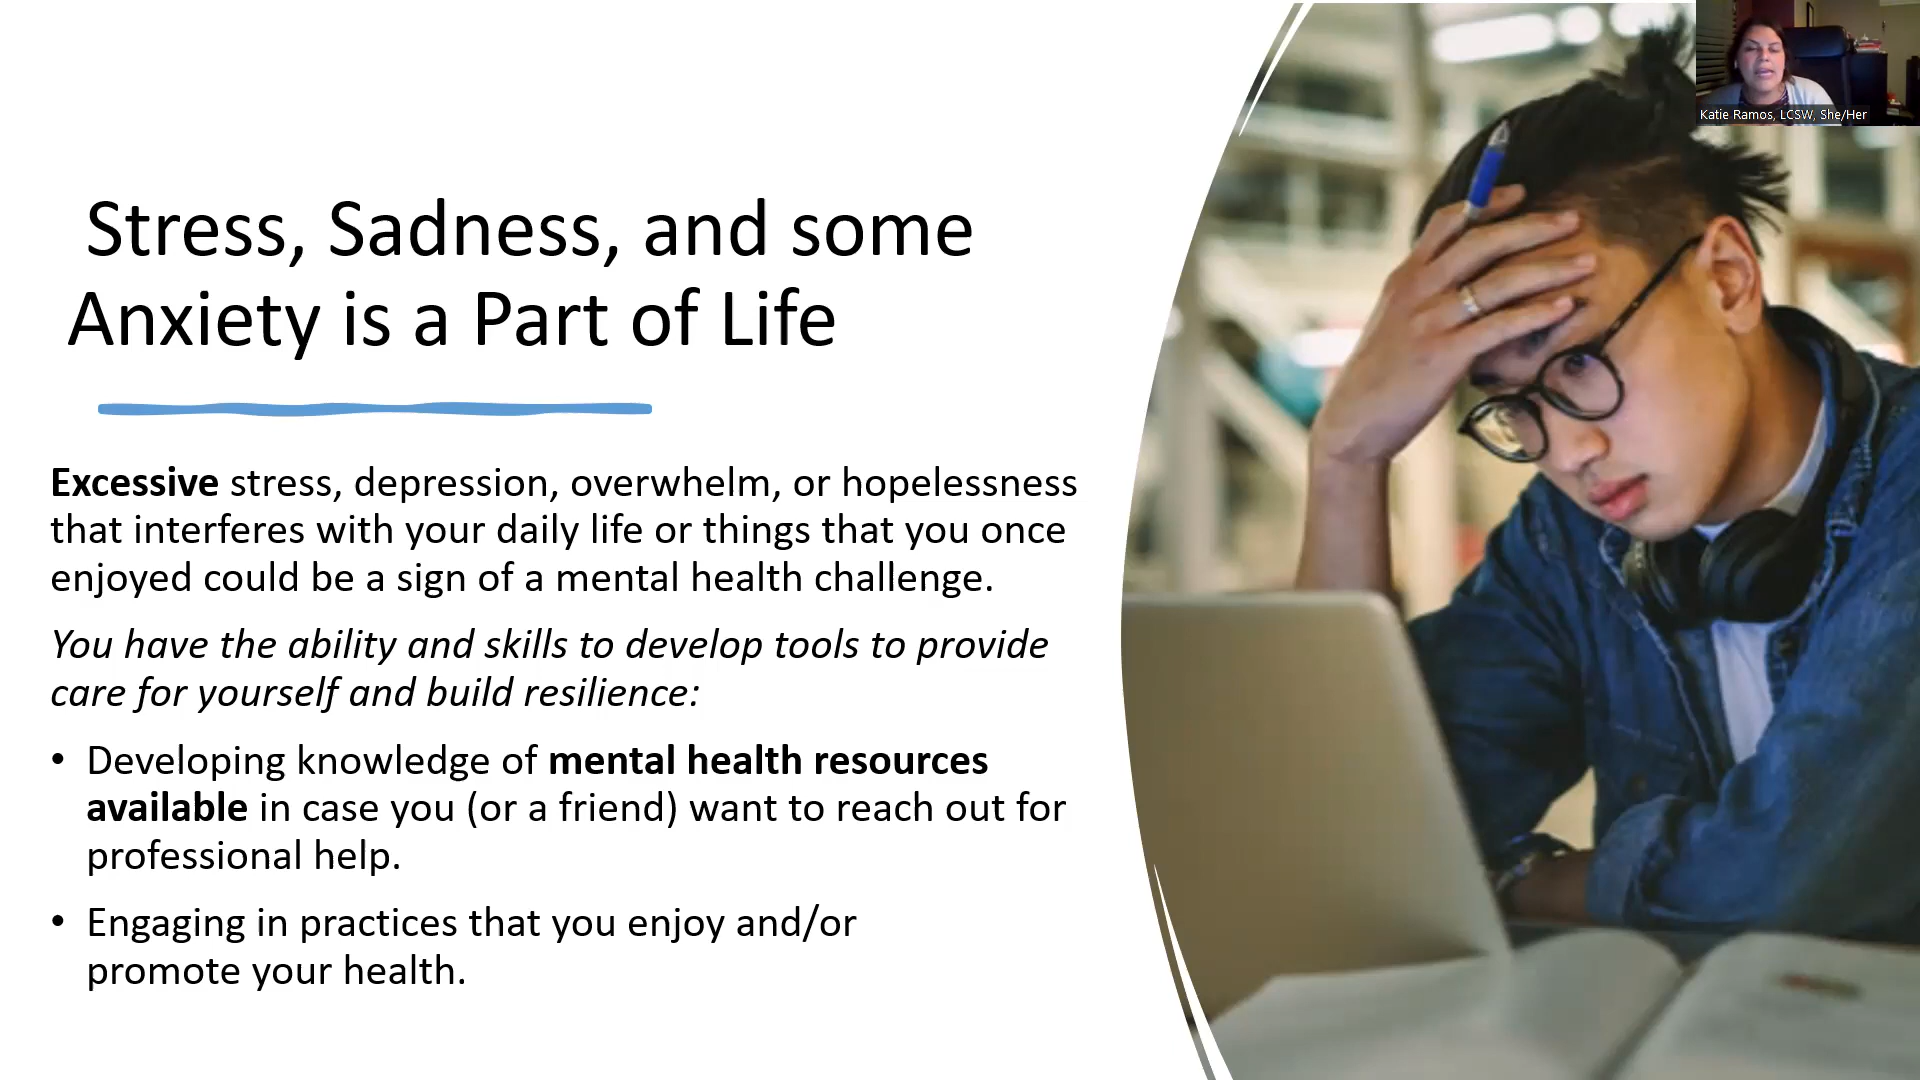 Katie Ramos, LCSW, She/Her
Stress, Sadness, and some
Anxiety is a Part of Life
Excessive stress, depression, overwhelm, or hopelessness
that interferes with your daily life or things that you once
enjoyed could be a sign of a mental health challenge.
You have the ability and skills to develop tools to provide
care for yourself and build resilience:
• Developing knowledge of mental health resources
available in case you (or a friend) want to reach out for
professional help.
• Engaging in practices that you enjoy and/or
promote your health.